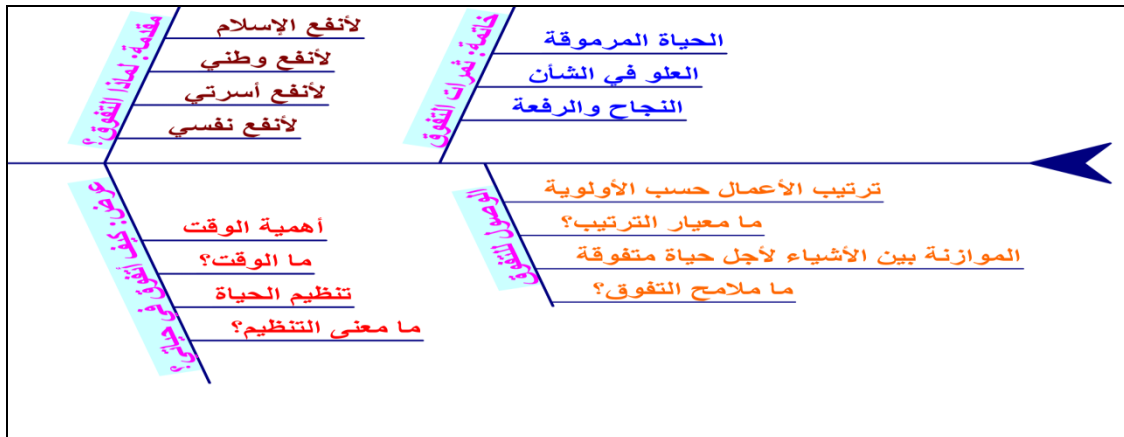 مقدمة: لماذا التفوق؟
لأنفع الإسلام
لأنفع وطني
لأنفع أسرتي
لأنفع نفسي
عرض: كيف أتفوق في حياتي؟
أهمية الوقت
ما الوقت؟
تنظيم الحياة
ما معنى التنظيم؟
الوصول للتفوق
ترتيب الأعمال حسب الأولوية
ما معيار الترتيب؟
الموازنة بين الأشياء لأجل حياة متفوقة
ما ملامح التفوق؟
خاتمة: ثمرات التفوق
الحياة المرموقة
العلو في الشأن
النجاح والرفعة